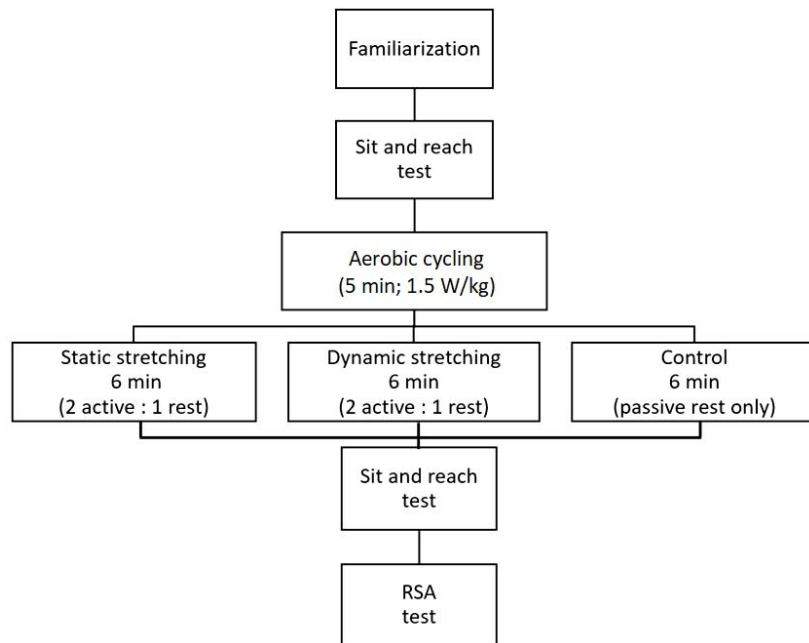 Familiarization
Sit and reach
test
Aerobic cycling
(5 min; 1.5 W/kg)
Static stretching
6 min
(2 active : 1 rest)
Dynamic stretching
6 min
(2 active : 1 rest)
Control
6 min
(passive rest only)
Sit and reach
test
RSA
test